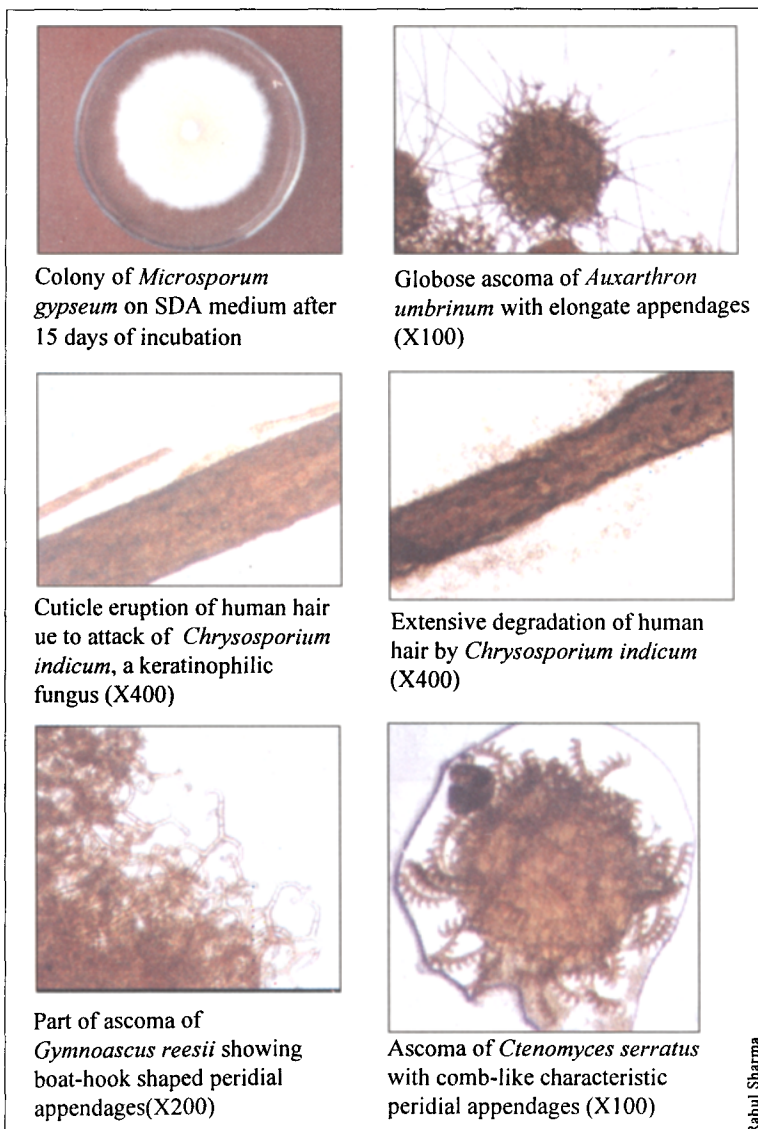 Colony of Microsporum
gypseum on SDA medium after
15 days of incubation
Globose ascoma of Auxarthron
umbrinum with elongate appendages
(X100)
Cuticle eruption of human hair
ue to attack of Chrysosporium
indicum, a keratinophilic
fungus (X400)
Extensive degradation of human
hair by Chrysosporium indicum
(X400)
Part of ascoma of
Gymnoascus reesii showing
boat-hook shaped peridial
appendages(X200)
Ascoma of Ctenomyces serratus
with comb-like characteristic
peridial appendages (X100)
Rahul Sharma